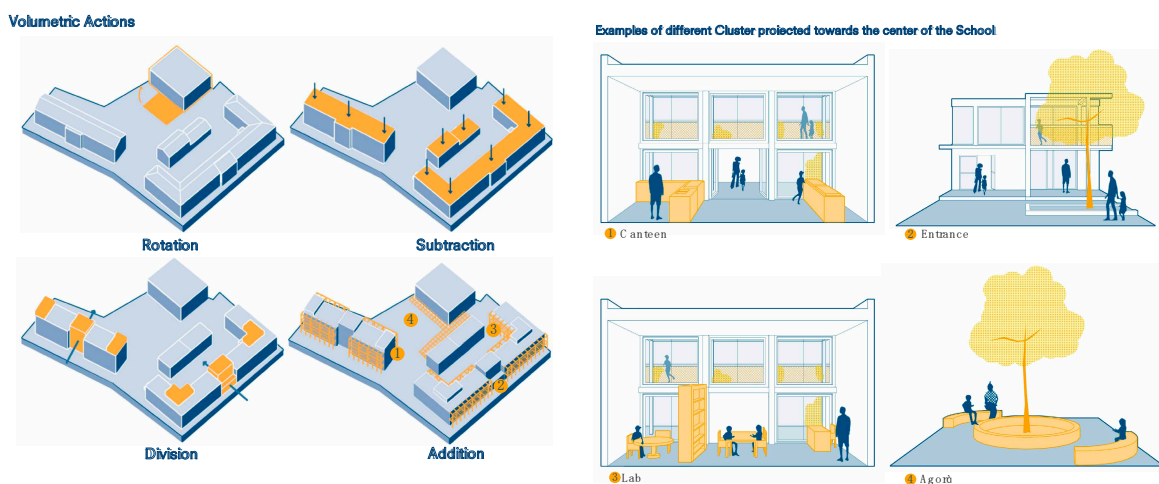 Volumetric Actions
Rotation
Subtraction
Division
1
2
3
4
Addition
Examples of different Cluster projected towards the center of the School
1 Canteen
2 Entrance
3 Lab
4 Agorà